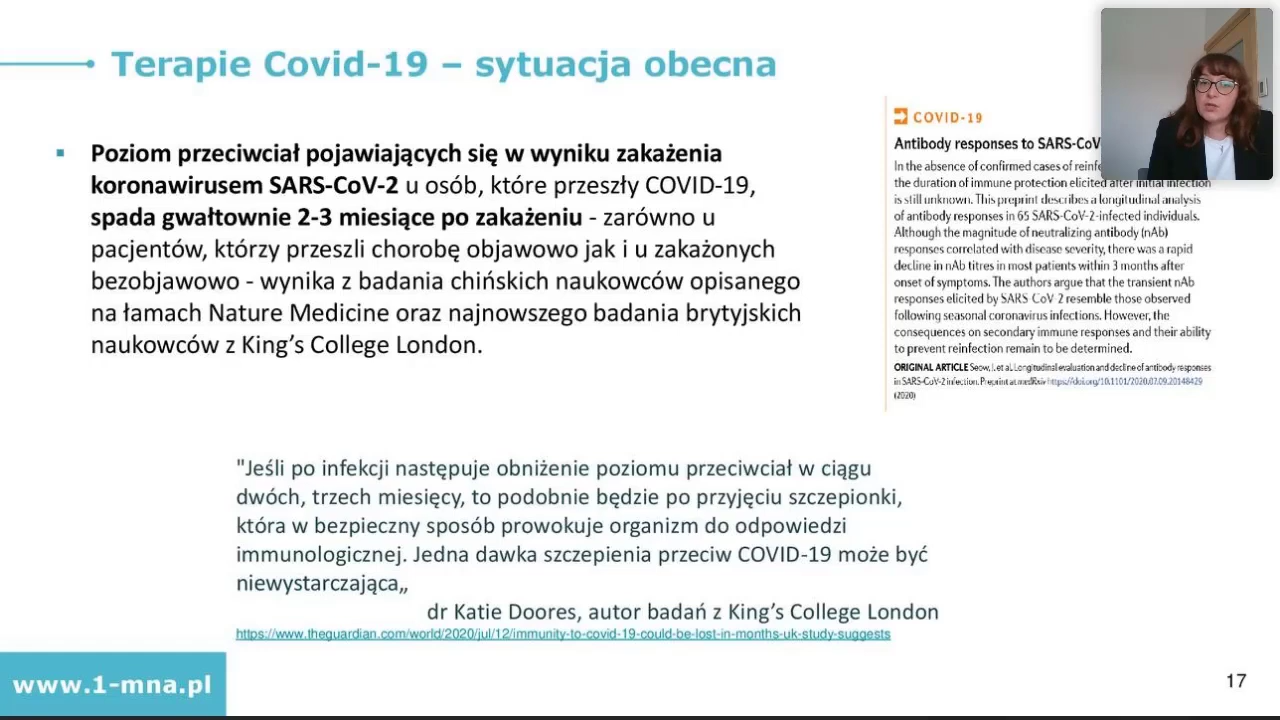 Terapie Covid-19 – sytuacja obecna
▪ Poziom przeciwciał pojawiających się w wyniku zakażenia
koronawirusem SARS-CoV-2 u osób, które przeszły COVID-19,
spada gwałtownie 2-3 miesiące po zakażeniu - zarówno u
pacjentów, którzy przeszli chorobę objawowo jak i u zakażonych
bezobjawowo - wynika z badania chińskich naukowców opisanego
na łamach Nature Medicine oraz najnowszego badania brytyjskich
naukowców z King’s College London.
COVID-19
Antibody responses to SARS-CoV
In the absence of confirmed cases of
the duration of immune protection elicited after initial infection
is still unknown. This preprint describes a longitudinal analysis
of antibody responses in 65 SARS-CoV-2-infected individuals.
Although the magnitude of neutralizing antibody (nAb)
responses correlated with disease severity, there was a rapid
decline in nAb titres in most patients within 3 months after
onset of symptoms. The authors argue that the transient nAb
responses elicited by SARS-CoV-2 resemble those observed
following seasonal coronavirus infections. However, the
consequences on secondary immune responses and their ability
to prevent reinfection remain to be determined.
ORIGINAL ARTICLE Seow, J. et al. Longitudinal evaluation and decline of antibody responses
in SARS-CoV-2 infection. Preprint at medRxiv https://doi.org/10.1101/2020.07.09.20148429
(2020)
"Jeśli po infekcji następuje obniżenie poziomu przeciwciał w ciągu
dwóch, trzech miesięcy, to podobnie będzie po przyjęciu szczepionki,
która w bezpieczny sposób prowokuje organizm do odpowiedzi
immunologicznej. Jedna dawka szczepienia przeciw COVID-19 może być
niewystarczająca„
dr Katie Doores, autor badań z King’s College London
https://www.theguardian.com/world/2020/jul/12/immunity-to-covid-19-could-be-lost-in-months-uk-study-suggests
www.1-mna.pl
17